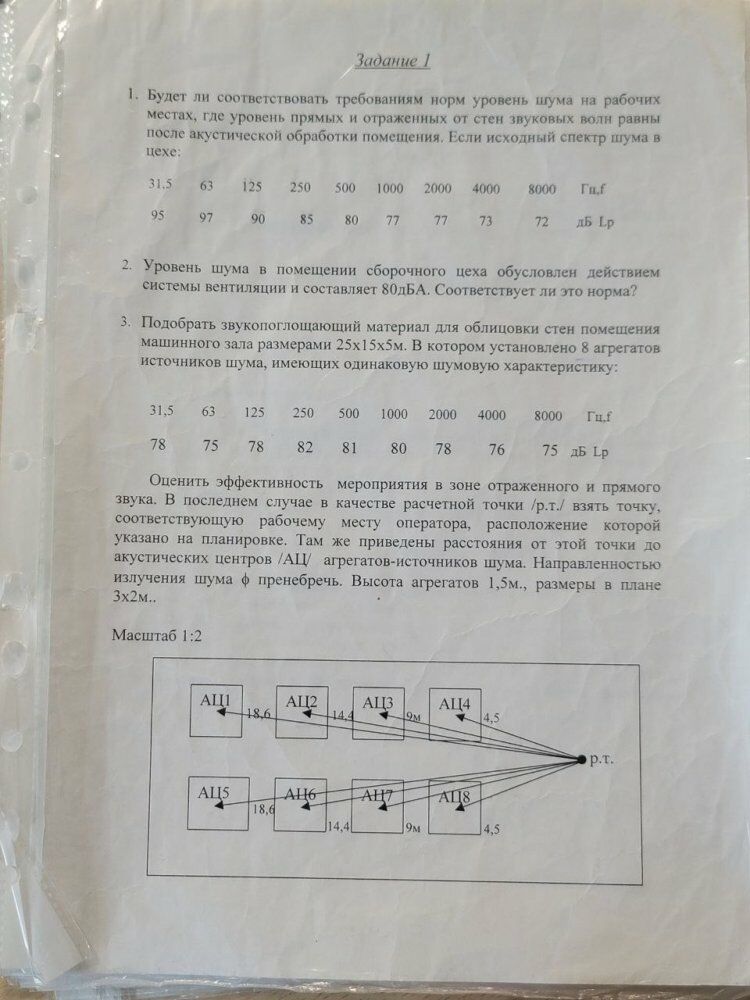 Задание 1
1. Будет ли соответствовать требованиям норм уровень шума на рабочих
местах, где уровень прямых и отраженных от стен звуковых волн равны
после акустической обработки помещения. Если исходный спектр шума в
цехе:
31,5 63 125 250 500 1000 2000 4000 8000 Гц,f
95 97 90 85 80 77 77 73 72 дБ Lp
2. Уровень шума в помещении сборочного цеха обусловлен действием
системы вентиляции и составляет 80дБА. Соответствует ли это норма?
3. Подобрать звукопоглощающий материал для облицовки стен помещения
машинного зала размерами 25х15х5м. В котором установлено 8 агрегатов
источников шума, имеющих одинаковую шумовую характеристику:
31,5 63 125 250 500 1000 2000 4000 8000 Гц,f
78 75 78 82 81 80 78 76 75 дБ Lp
Оценить эффективность мероприятия в зоне отраженного и прямого
звука. В последнем случае в качестве расчетной точки /р.т./ взять точку,
соответствующую рабочему месту оператора, расположение которой
указано на планировке. Там же приведены расстояния от этой точки до
акустических центров /АЦ/ агрегатов-источников шума. Направленностью
излучения шума ф пренебречь. Высота агрегатов 1,5м., размеры в плане
3х2м..
Масштаб 1:2
АЦ1 АЦ2 АЦ3 АЦ4
18,6 14,4 9м 4,5
р.т.
АЦ5 АЦ6 АЦ7 АЦ8
18,6 14,4 9м 4,5